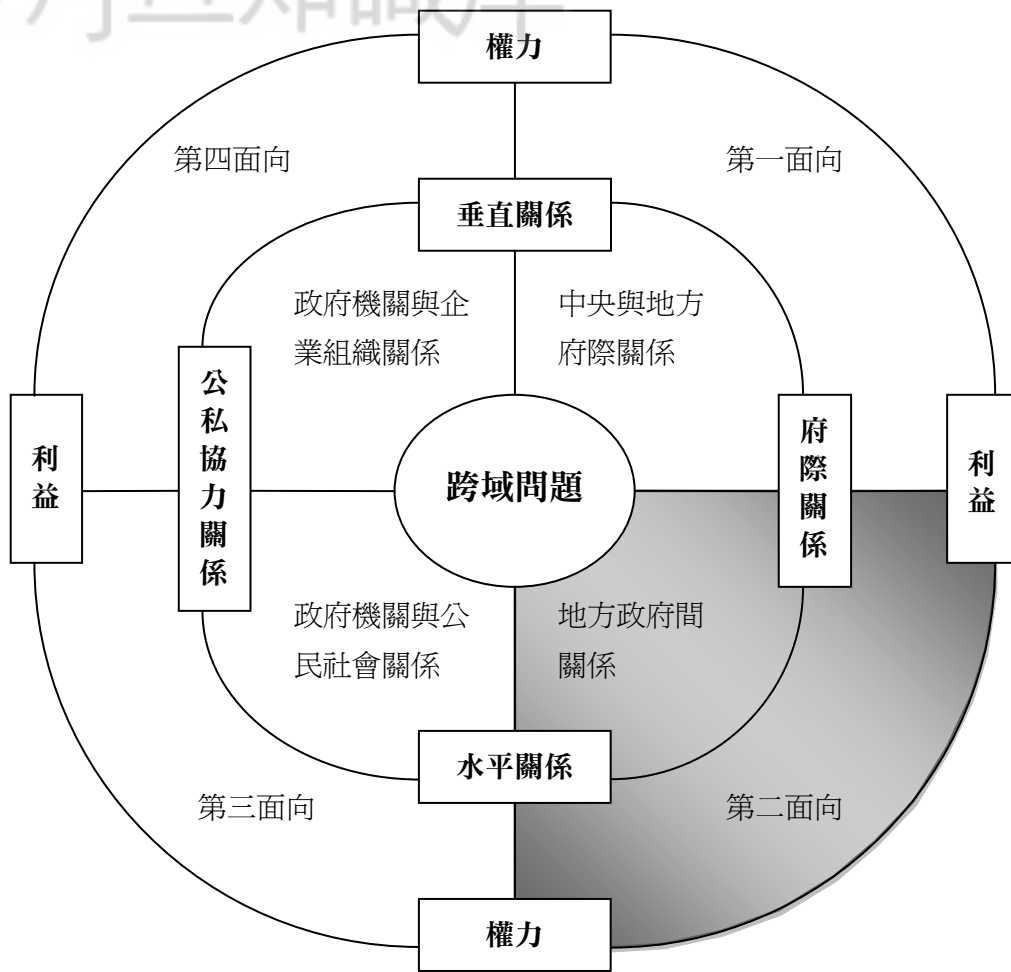 權力
第四面向
第一面向
垂直關係
政府機關與企
業組織關係
中央與地方
府際關係
公私協力關係
府際關係
利益
利益
跨域問題
政府機關與公
民社會關係
地方政府間
關係
水平關係
第三面向
第二面向
權力